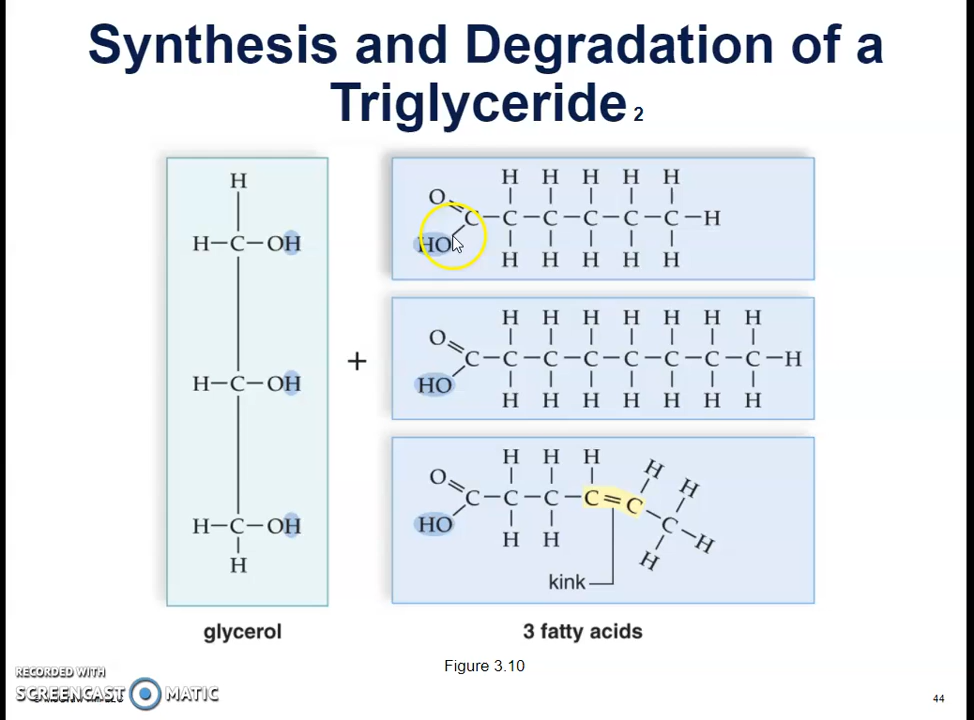 Synthesis and Degradation of a
Triglyceride 2
H
H-C-OH
H-C-OH
H-C-OH
H
glycerol
+
H H H H H
O
C-C-C-C-C-C-H
HO
H H H H H
H H H H H H H
O
C-C-C-C-C-C-C-C-H
HO
H H H H H H H
H H H H H
O
C-C-C-C=C-C-H
HO
H H H
kink
3 fatty acids
Figure 3.10
RECORDED WITH
SCREENCAST MATIC
44